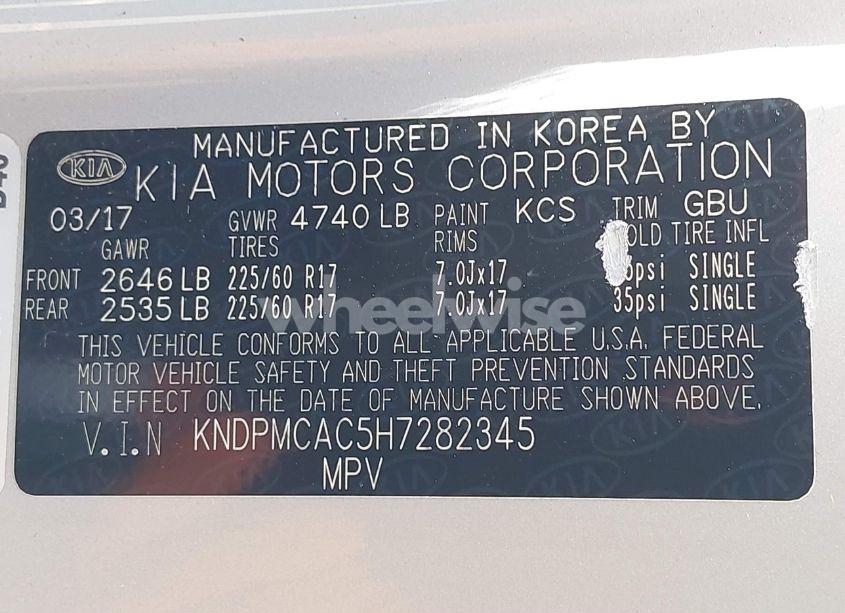 MANUFACTURED IN KOREA BY
KIA KIA MOTORS CORPORATION
03/17 GVWR 4740 LB PAINT KCS TRIM GBU
GAWR TIRES RIMS OLD TIRE INFL
FRONT 2646 LB 225/60 R17 7.0Jx17 5psi SINGLE
REAR 2535 LB 225/60 R17 7.0Jx17 35psi SINGLE
wheelwise
THIS VEHICLE CONFORMS TO ALL APPLICABLE U.S.A. FEDERAL
MOTOR VEHICLE SAFETY AND THEFT PREVENTION STANDARDS
IN EFFECT ON THE DATE OF MANUFACTURE SHOWN ABOVE.
V.I.N KNDPMCAC5H7282345
MPV